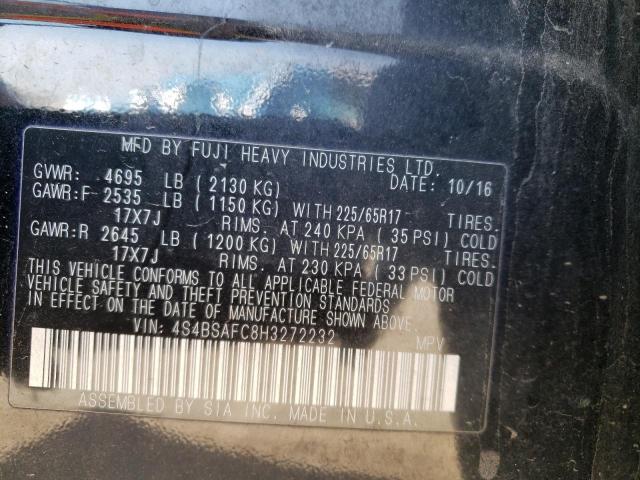 MFD BY FUJI HEAVY INDUSTRIES LTD.
GVWR: 4695 LB (2130 KG) DATE: 10/16
GAWR:F 2535 LB (1150 KG) WITH 225/65R17 TIRES.
17X7J RIMS. AT 240 KPA (35 PSI) COLD
GAWR:R 2645 LB (1200 KG) WITH 225/65R17 TIRES.
17X7J RIMS. AT 230 KPA (33 PSI) COLD
THIS VEHICLE CONFORMS TO ALL APPLICABLE FEDERAL MOTOR
VEHICLE SAFETY AND THEFT PREVENTION STANDARDS
IN EFFECT ON THE DATE OF MANUFACTURE SHOWN ABOVE.
VIN: 4S4BSAFC8H3272232 MPV
ASSEMBLED BY SIA INC. MADE IN U.S.A.